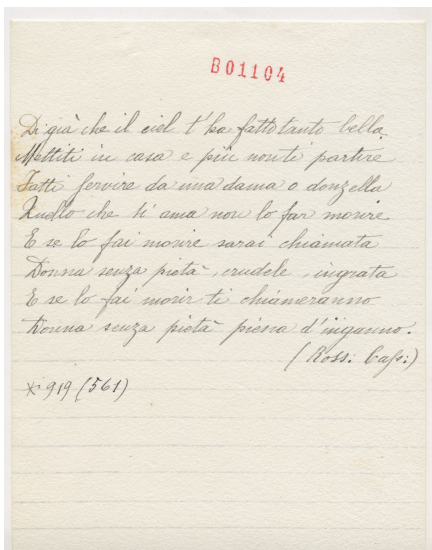 B01104
Di già che il ciel t'ha fatto tanto bella
Mettiti in casa e più non ti partire
Fatti servire da una dama o donzella
Quello che ti ama non lo far morire
E se lo fai morire sarai chiamata
Donna senza pietà, crudele, ingrata
E se lo fai morir ti chiameranno
Donna senza pietà piena d'inganno.
(Rossi Cass:)
* 919 (561)